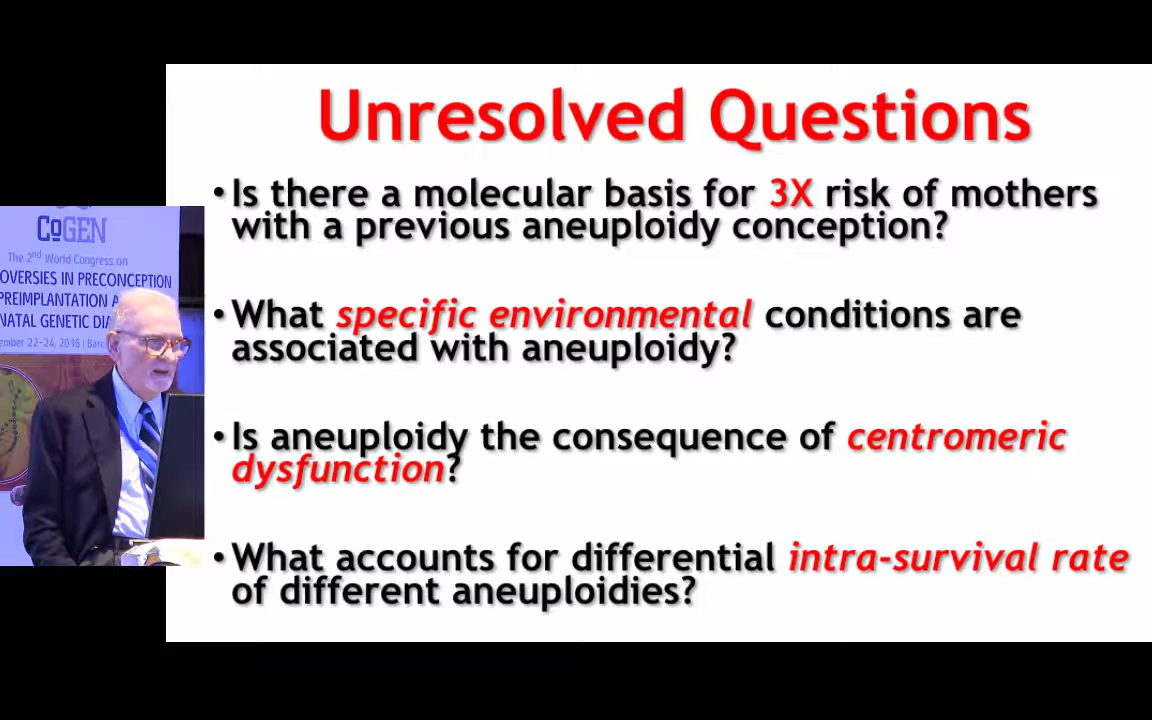 Unresolved Questions
• Is there a molecular basis for 3X risk of mothers
with a previous aneuploidy conception?
• What specific environmental conditions are
associated with aneuploidy?
• Is aneuploidy the consequence of centromeric
dysfunction?
• What accounts for differential intra-survival rate
of different aneuploidies?
CoGEN
The 2nd World Congress on
OVERSIES IN PRECONCEPTION
PREIMPLANTATION A
NATAL GENETIC DIA
ember 22-24, 2016 | Barc